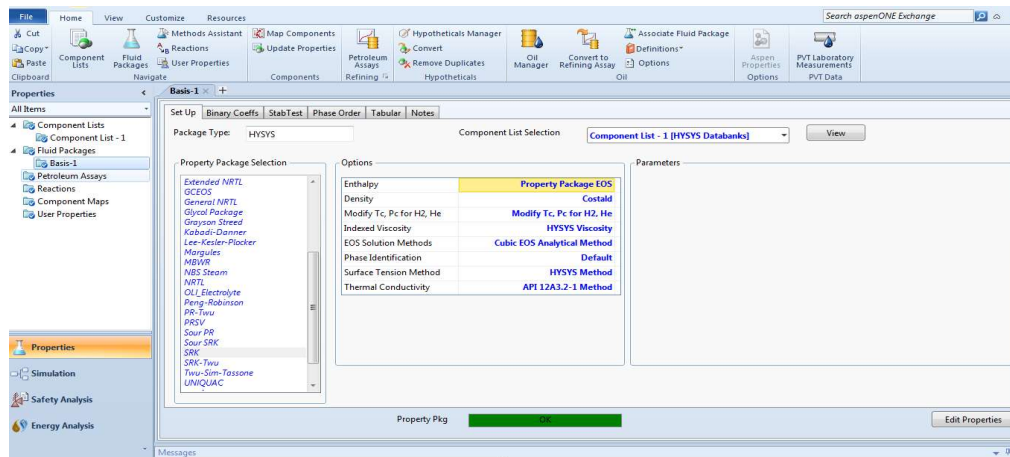 File Home View Customize Resources Search aspenONE Exchange
Cut
Copy
Paste
Clipboard
Component Lists
Fluid Packages
Methods Assistant
Reactions
User Properties
Navigate
Map Components
Update Properties
Components
Petroleum Assays
Refining
Hypotheticals Manager
Convert
Remove Duplicates
Hypotheticals
Oil Manager
Convert to Refining Assay
Associate Fluid Package
Definitions
Options
Oil
Aspen Properties
Options
PVT Laboratory Measurements
PVT Data
Properties
All Items
Component Lists
Component List - 1
Fluid Packages
Basis-1
Petroleum Assays
Reactions
Component Maps
User Properties
Properties
Simulation
Safety Analysis
Energy Analysis
Basis-1 × +
Set Up Binary Coeffs StabTest Phase Order Tabular Notes
Package Type: HYSYS Component List Selection Component List - 1 [HYSYS Databanks] View
Property Package Selection
Extended NRTL
GCEOS
General NRTL
Glycol Package
Grayson Streed
Kabadi-Danner
Lee-Kesler-Plocker
Margules
MBWR
NBS Steam
NRTL
OLI_Electrolyte
Peng-Robinson
PR-Twu
PRSV
Sour PR
Sour SRK
SRK
SRK-Twu
Twu-Sim-Tassone
UNIQUAC
Options
Enthalpy Property Package EOS
Density Costald
Modify Tc, Pc for H2, He Modify Tc, Pc for H2, He
Indexed Viscosity HYSYS Viscosity
EOS Solution Methods Cubic EOS Analytical Method
Phase Identification Default
Surface Tension Method HYSYS Method
Thermal Conductivity API 12A3.2-1 Method
Parameters
Property Pkg OK Edit Properties
Messages